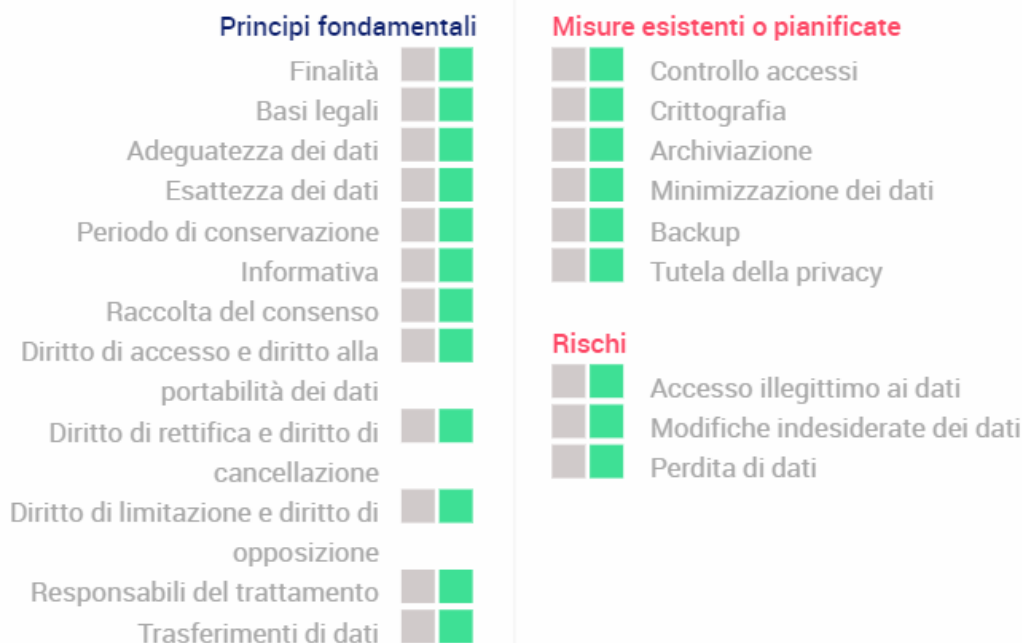 Principi fondamentali
Finalità
Basi legali
Adeguatezza dei dati
Esattezza dei dati
Periodo di conservazione
Informativa
Raccolta del consenso
Diritto di accesso e diritto alla
portabilità dei dati
Diritto di rettifica e diritto di
cancellazione
Diritto di limitazione e diritto di
opposizione
Responsabili del trattamento
Trasferimenti di dati
Misure esistenti o pianificate
Controllo accessi
Crittografia
Archiviazione
Minimizzazione dei dati
Backup
Tutela della privacy
Rischi
Accesso illegittimo ai dati
Modifiche indesiderate dei dati
Perdita di dati